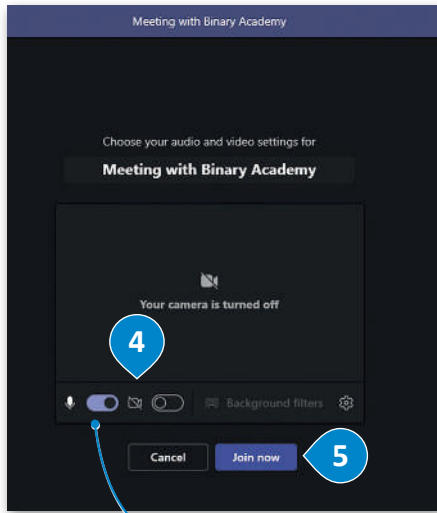 Meeting with Binary Academy
Choose your audio and video settings for
Meeting with Binary Academy
Your camera is turned off
4
Background filters
Cancel
Join now
5